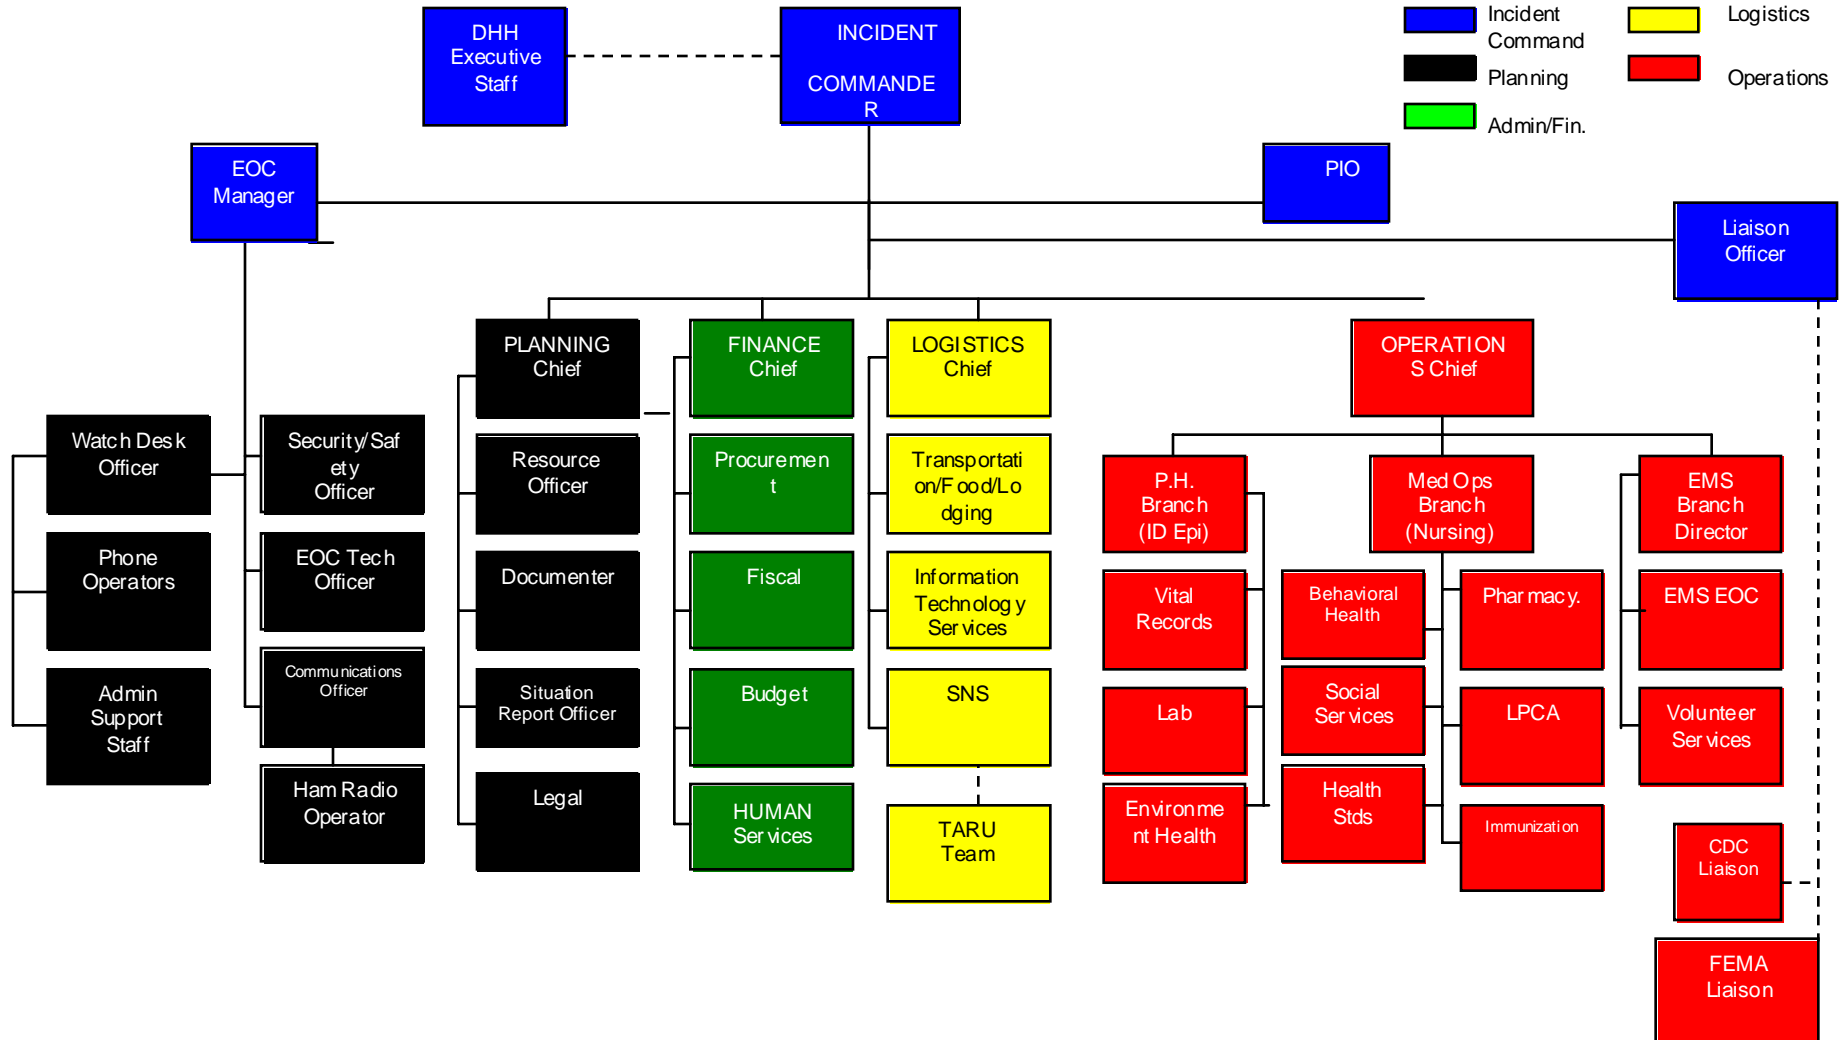 DHH
Executive
Staff
INCIDENT
COMMANDE
R
Incident
Command
Logistics
Planning
Operations
Admin/Fin.
EOC
Manager
PIO
Liaison
Officer
PLANNING
Chief
FINANCE
Chief
LOGISTICS
Chief
OPERATION
S Chief
Watch Desk
Officer
Security/Saf
ety
Officer
Resource
Officer
Procuremen
t
Transportati
on/Food/Lo
dging
P.H.
Branch
(ID Epi)
Med Ops
Branch
(Nursing)
EMS
Branch
Director
Phone
Operators
EOC Tech
Officer
Documenter
Fiscal
Information
Technology
Services
Vital
Records
Behavioral
Health
Pharmacy.
EMS EOC
Admin
Support
Staff
Communications
Officer
Situation
Report Officer
Budget
SNS
Lab
Social
Services
LPCA
Volunteer
Services
Ham Radio
Operator
Legal
HUMAN
Services
TARU
Team
Environme
nt Health
Health
Stds
Immunization
CDC
Liaison
FEMA
Liaison